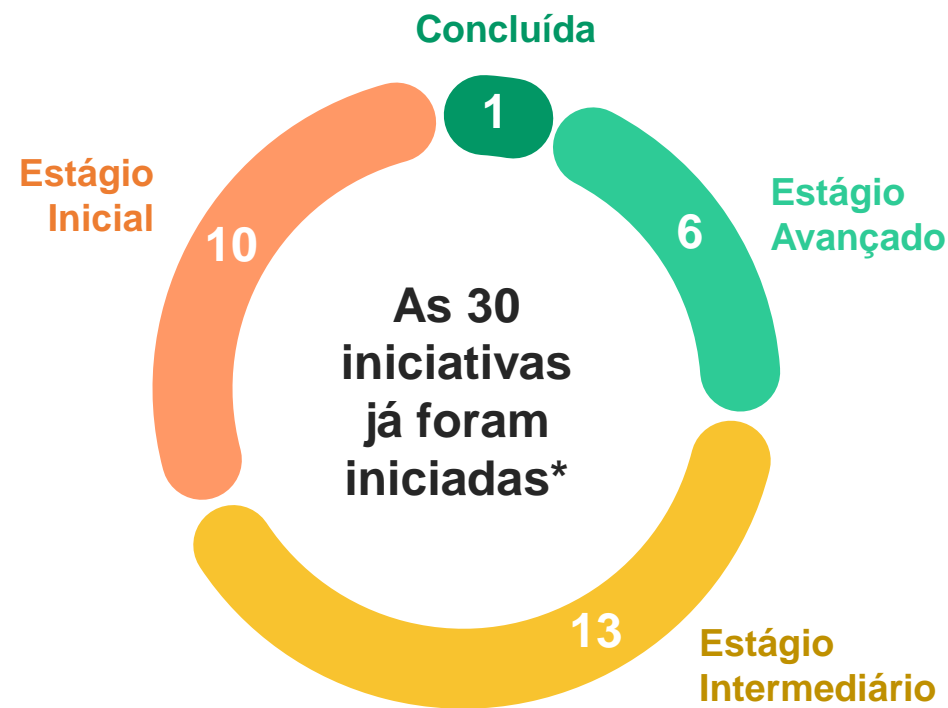 Concluída
1
Estágio
Inicial
10
6
Estágio
Avançado
As 30
iniciativas
já foram
iniciadas*
13
Estágio
Intermediário